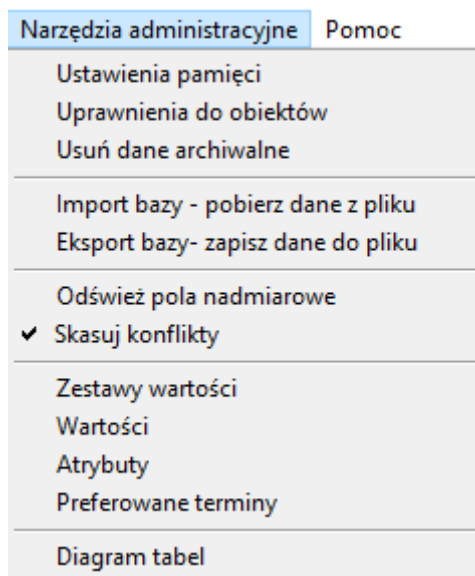 Narzędzia administracyjne Pomoc
Ustawienia pamięci
Uprawnienia do obiektów
Usuń dane archiwalne
Import bazy - pobierz dane z pliku
Eksport bazy- zapisz dane do pliku
Odśwież pola nadmiarowe
Skasuj konflikty
Zestawy wartości
Wartości
Atrybuty
Preferowane terminy
Diagram tabel